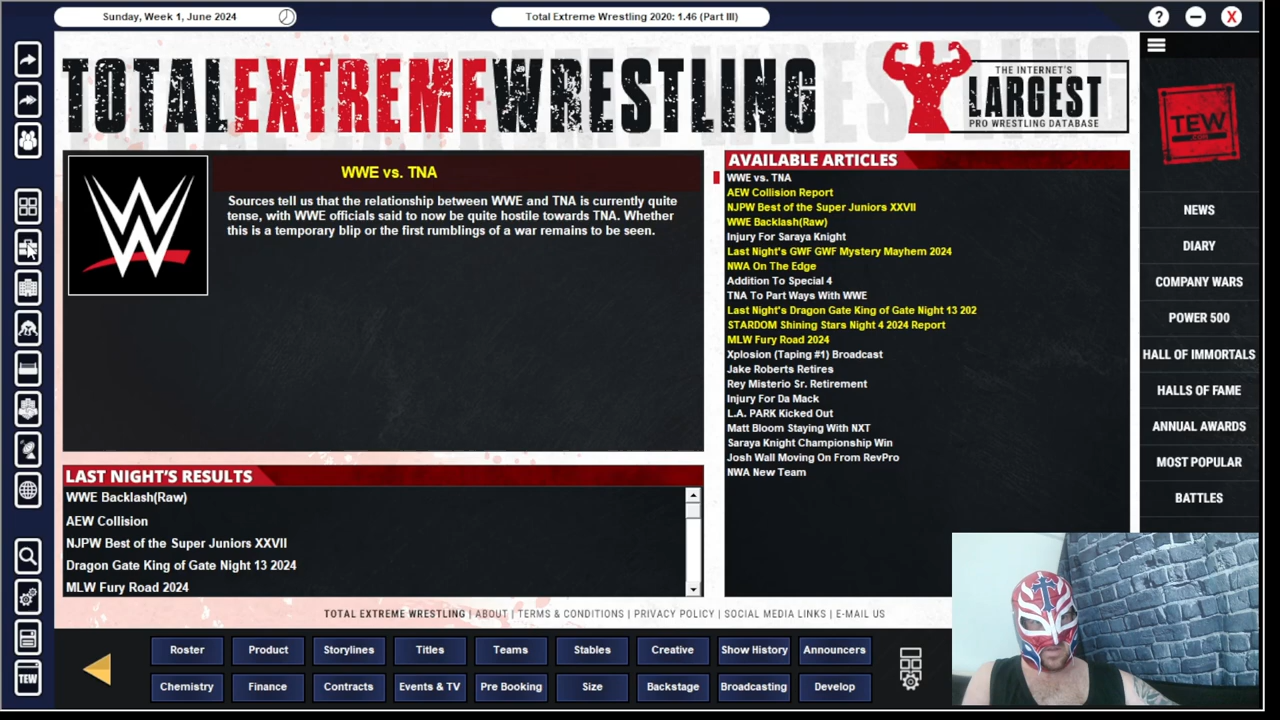 Sunday, Week 1, June 2024
Total Extreme Wrestling 2020: 1.46 (Part III)
?
X
TOTALEXTREMEWRESTLING
THE INTERNET'S
LARGEST
PRO WRESTLING DATABASE
TEW
.COM
WWE vs. TNA
Sources tell us that the relationship between WWE and TNA is currently quite
tense, with WWE officials said to now be quite hostile towards TNA. Whether
this is a temporary blip or the first rumblings of a war remains to be seen.
AVAILABLE ARTICLES
WWE vs. TNA
AEW Collision Report
NJPW Best of the Super Juniors XXVII
WWE Backlash(Raw)
Injury For Saraya Knight
Last Night's GWF GWF Mystery Mayhem 2024
NWA On The Edge
Addition To Special 4
TNA To Part Ways With WWE
Last Night's Dragon Gate King of Gate Night 13 202
STARDOM Shining Stars Night 4 2024 Report
MLW Fury Road 2024
Xplosion (Taping #1) Broadcast
Jake Roberts Retires
Rey Misterio Sr. Retirement
Injury For Da Mack
L.A. PARK Kicked Out
Matt Bloom Staying With NXT
Saraya Knight Championship Win
Josh Wall Moving On From RevPro
NWA New Team
NEWS
DIARY
COMPANY WARS
POWER 500
HALL OF IMMORTALS
HALLS OF FAME
ANNUAL AWARDS
MOST POPULAR
BATTLES
LAST NIGHT'S RESULTS
WWE Backlash(Raw)
AEW Collision
NJPW Best of the Super Juniors XXVII
Dragon Gate King of Gate Night 13 2024
MLW Fury Road 2024
TOTAL EXTREME WRESTLING | ABOUT | TERMS & CONDITIONS | PRIVACY POLICY | SOCIAL MEDIA LINKS | E-MAIL US
Roster Product Storylines Titles Teams Stables Creative Show History Announcers
Chemistry Finance Contracts Events & TV Pre Booking Size Backstage Broadcasting Develop
TEW